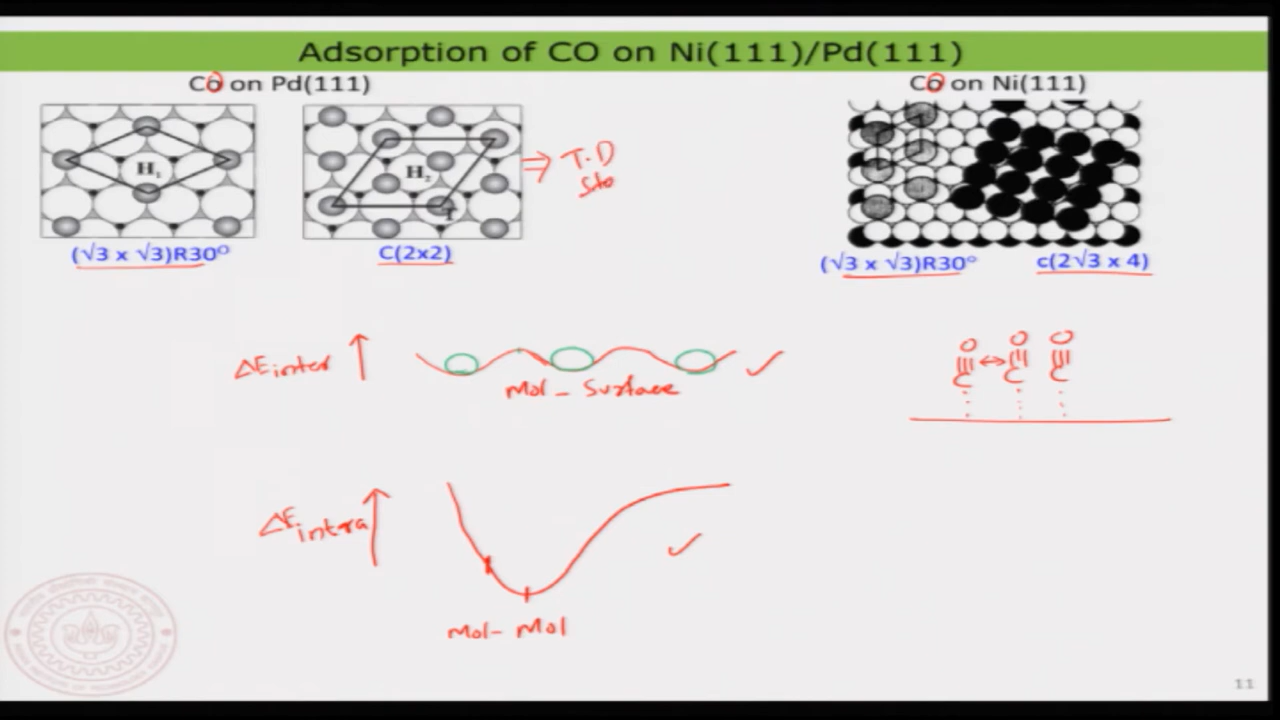 Adsorption of CO on Ni(111)/Pd(111)
Co on Pd(111)
Co on Ni(111)
H₁
H₂
T
⇒ T.D
(√3 x √3)R30°
C(2x2)
(√3 x √3)R30°
c(2√3 x 4)
ΔEinter ↑
Mol - Surface
O O O
C C C
ΔEintra ↑
Mol - Mol
11